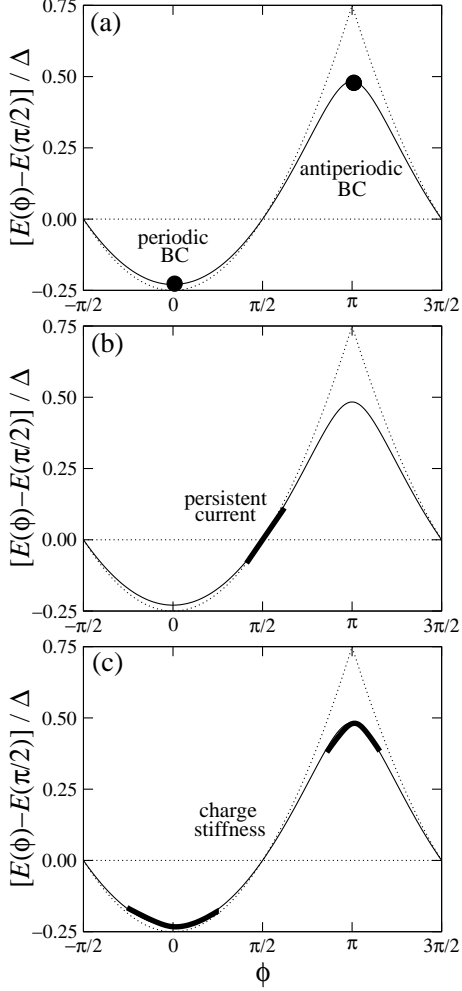 (a)
[E(φ)−E(π/2)] / Δ
0.75
0.50
0.25
0.00
−0.25
antiperiodic
BC
periodic
BC
−π/2 0 π/2 π 3π/2
(b)
[E(φ)−E(π/2)] / Δ
0.75
0.50
0.25
0.00
−0.25
persistent
current
−π/2 0 π/2 π 3π/2
(c)
[E(φ)−E(π/2)] / Δ
0.75
0.50
0.25
0.00
−0.25
charge
stiffness
−π/2 0 π/2 π 3π/2
ϕ